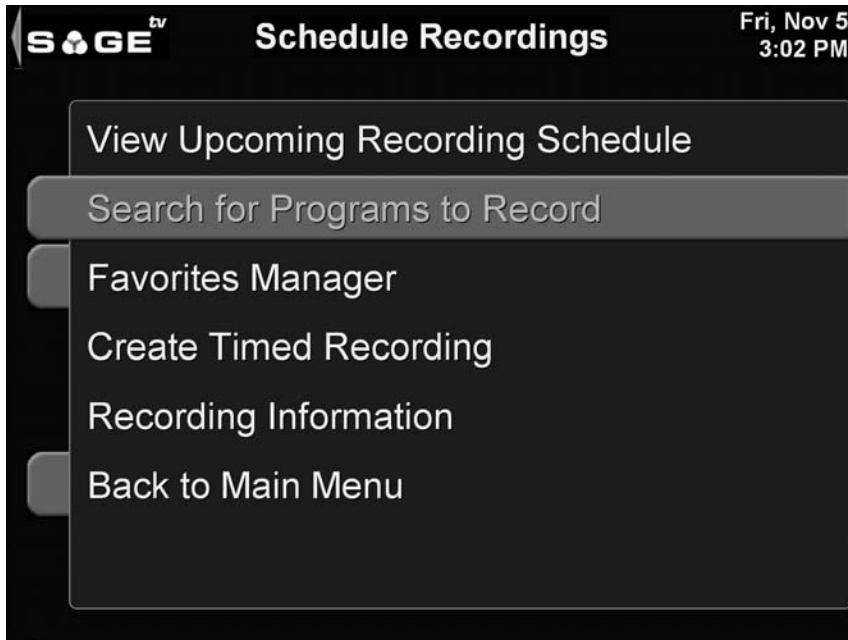 SAGE tv
Schedule Recordings
Fri, Nov 5
3:02 PM
View Upcoming Recording Schedule
Search for Programs to Record
Favorites Manager
Create Timed Recording
Recording Information
Back to Main Menu